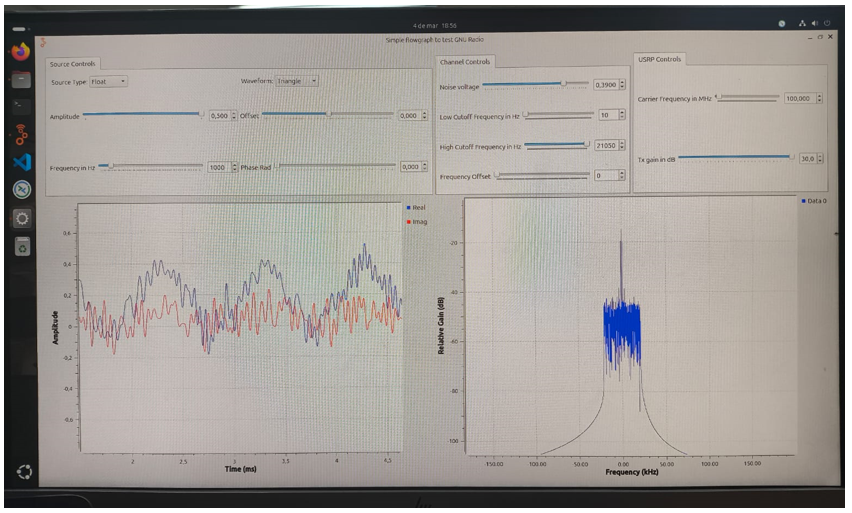 4 de mar 18:56
Simple flowgraph to test GNU Radio
Source Controls
Source Type: Float
Waveform: Triangle
Amplitude 0,500
Offset 0,000
Frequency in Hz 1000
Phase Rad 0,000
Channel Controls
Noise voltage 0,3900
Low Cutoff Frequency in Hz 10
High Cutoff Frequency in Hz 21050
Frequency Offset 0
USRP Controls
Carrier Frequency in MHz 100,000
Tx gain in dB 30,0
Real
Imag
Amplitude
0,6
0,4
0,2
0
-0,2
-0,4
-0,6
2 2,5 3 3,5 4 4,5
Time (ms)
Data 0
Relative Gain (dB)
-20
-40
-60
-80
-100
-150.00 -100.00 -50.00 0.00 50.00 100.00 150.00
Frequency (kHz)